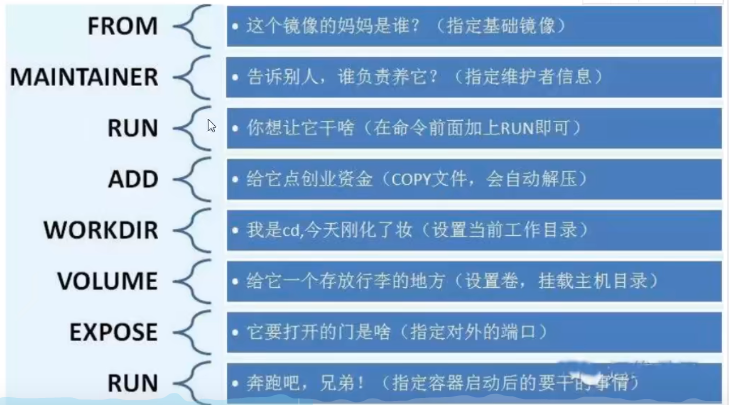 FROM
• 这个镜像的妈妈是谁？（指定基础镜像）
MAINTAINER
• 告诉别人，谁负责养它？（指定维护者信息）
RUN
• 你想让它干啥（在命令前面加上RUN即可）
ADD
• 给它点创业资金（COPY文件，会自动解压）
WORKDIR
• 我是cd,今天刚化了妆（设置当前工作目录）
VOLUME
• 给它一个存放行李的地方（设置卷，挂载主机目录）
EXPOSE
• 它要打开的门是啥（指定对外的端口）
RUN
• 奔跑吧，兄弟！（指定容器启动后的要干的事情）